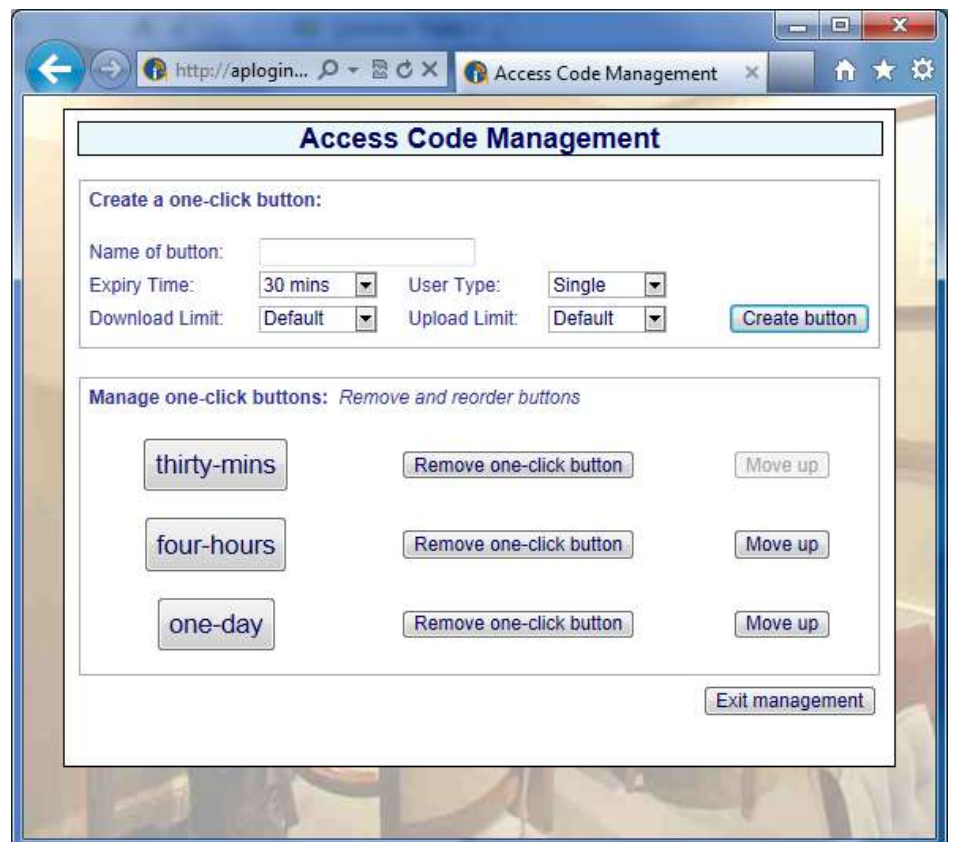 http://aplogin...
Access Code Management
Access Code Management
Create a one-click button:
Name of button:
Expiry Time: 30 mins User Type: Single
Download Limit: Default Upload Limit: Default Create button
Manage one-click buttons: Remove and reorder buttons
thirty-mins Remove one-click button Move up
four-hours Remove one-click button Move up
one-day Remove one-click button Move up
Exit management